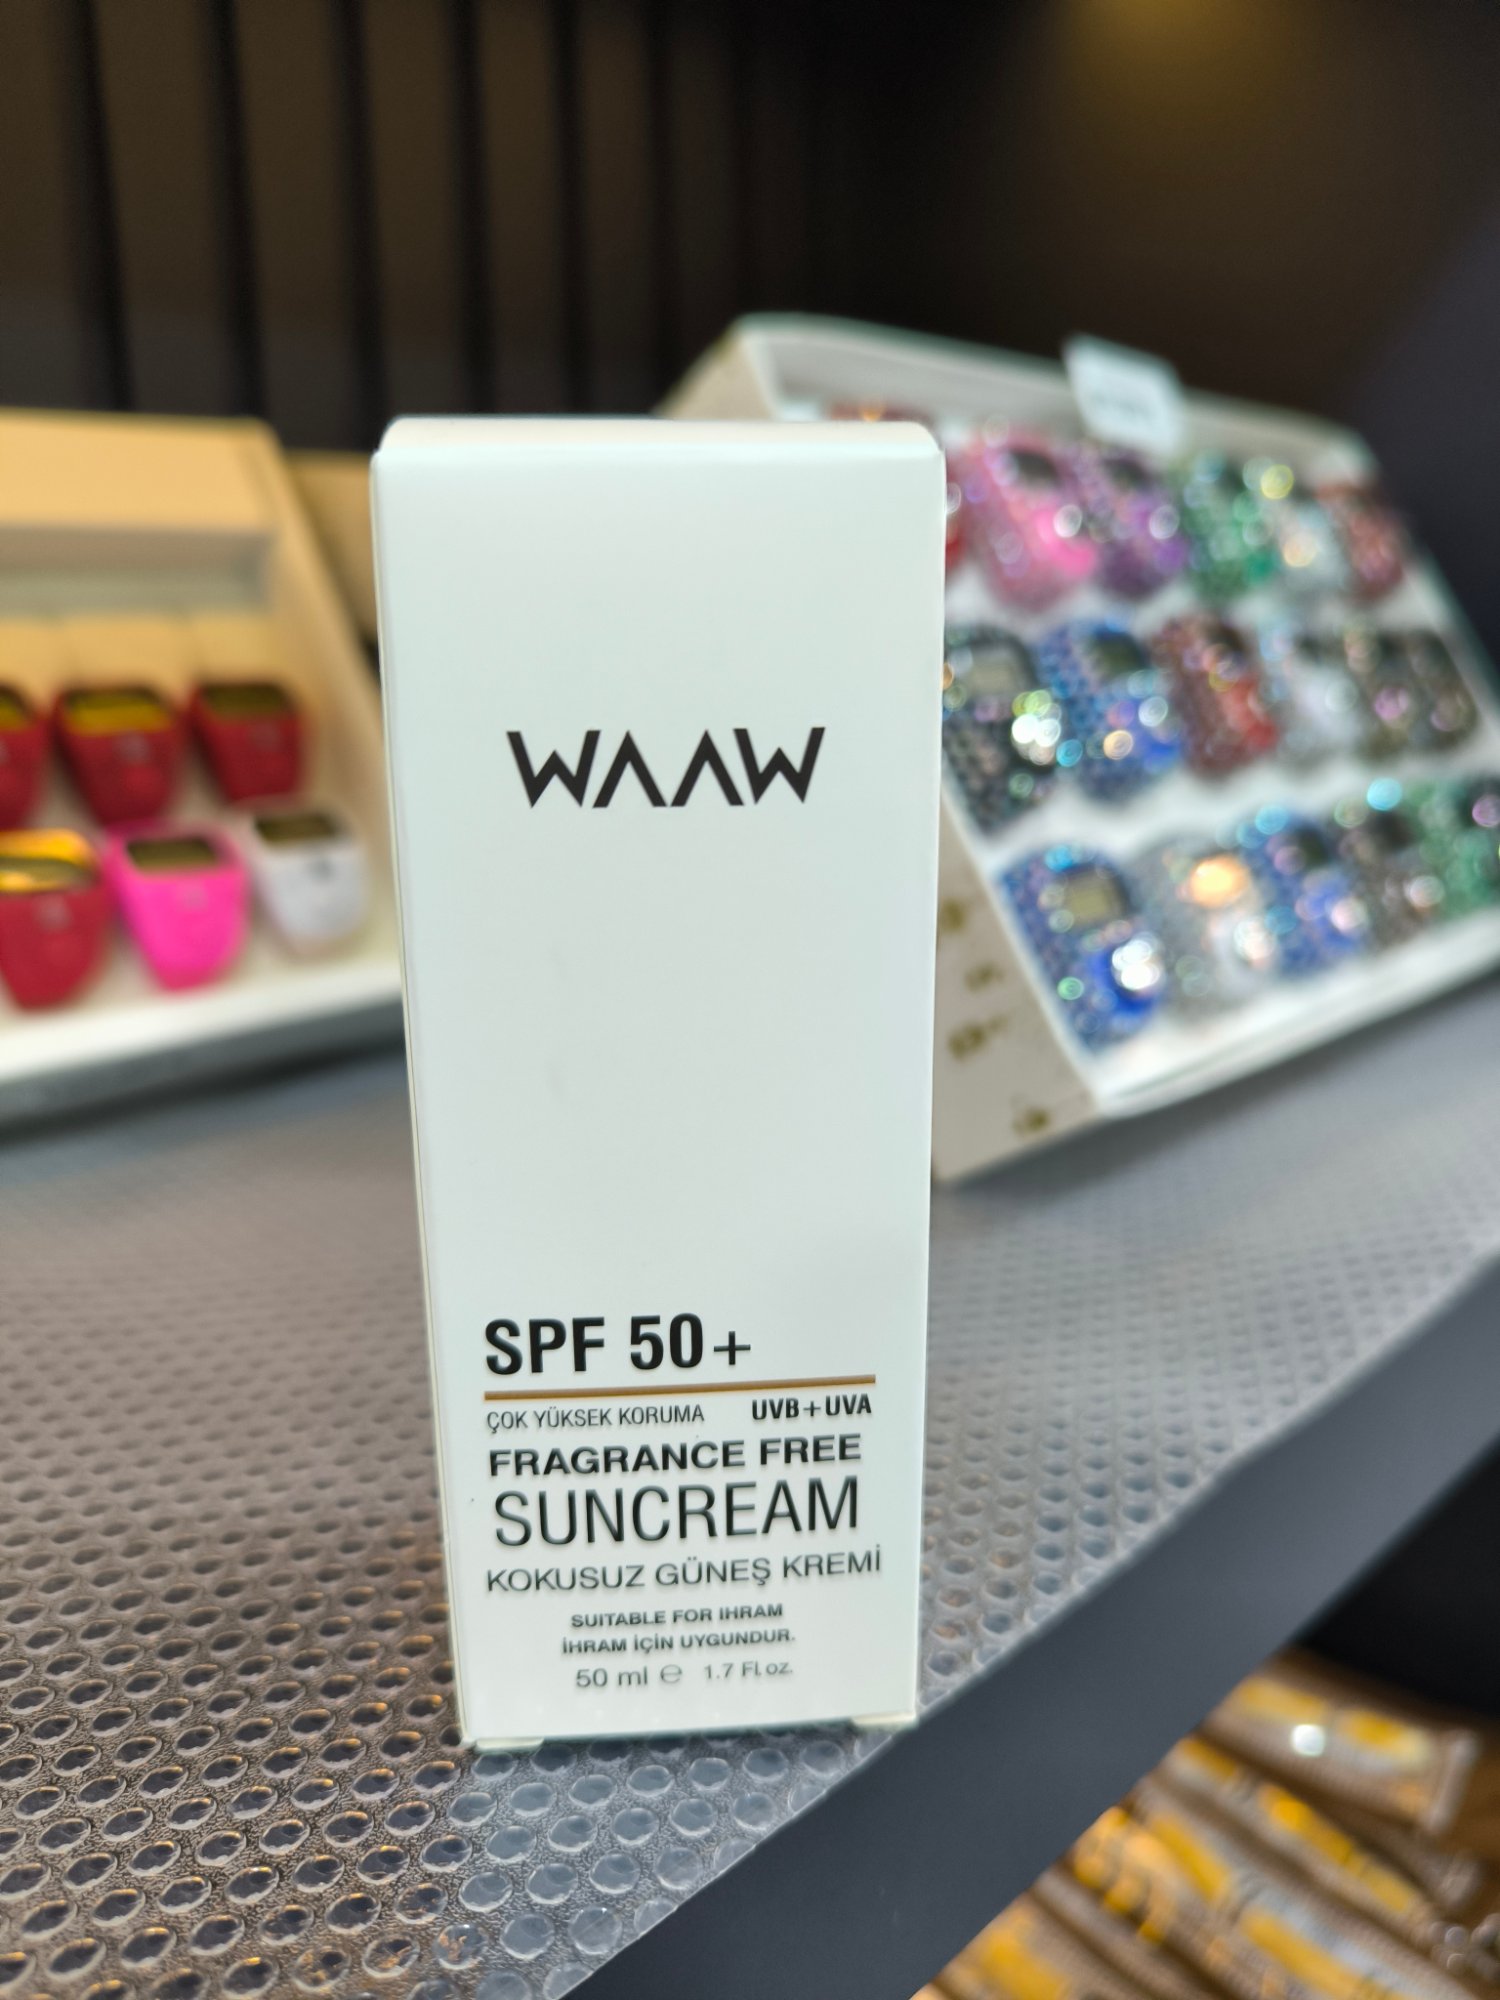 WAAW
SPF 50+
ÇOK YÜKSEK KORUMA UVB+UVA
FRAGRANCE FREE
SUNCREAM
KOKUSUZ GÜNEŞ KREMİ
SUITABLE FOR IHRAM
İHRAM İÇİN UYGUNDUR.
50 ml ℮ 1.7 Fl.oz.